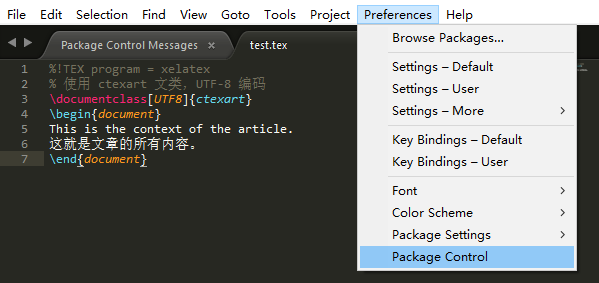 File Edit Selection Find View Goto Tools Project Preferences Help
Package Control Messages ×
test.tex
1 %!TEX program = xelatex
2 % 使用 ctexart 文类，UTF-8 编码
3 \documentclass[UTF8]{ctexart}
4 \begin{document}
5 This is the context of the article.
6 这就是文章的所有内容。
7 \end{document}
Browse Packages...
Settings – Default
Settings – User
Settings – More
Key Bindings – Default
Key Bindings – User
Font
Color Scheme
Package Settings
Package Control